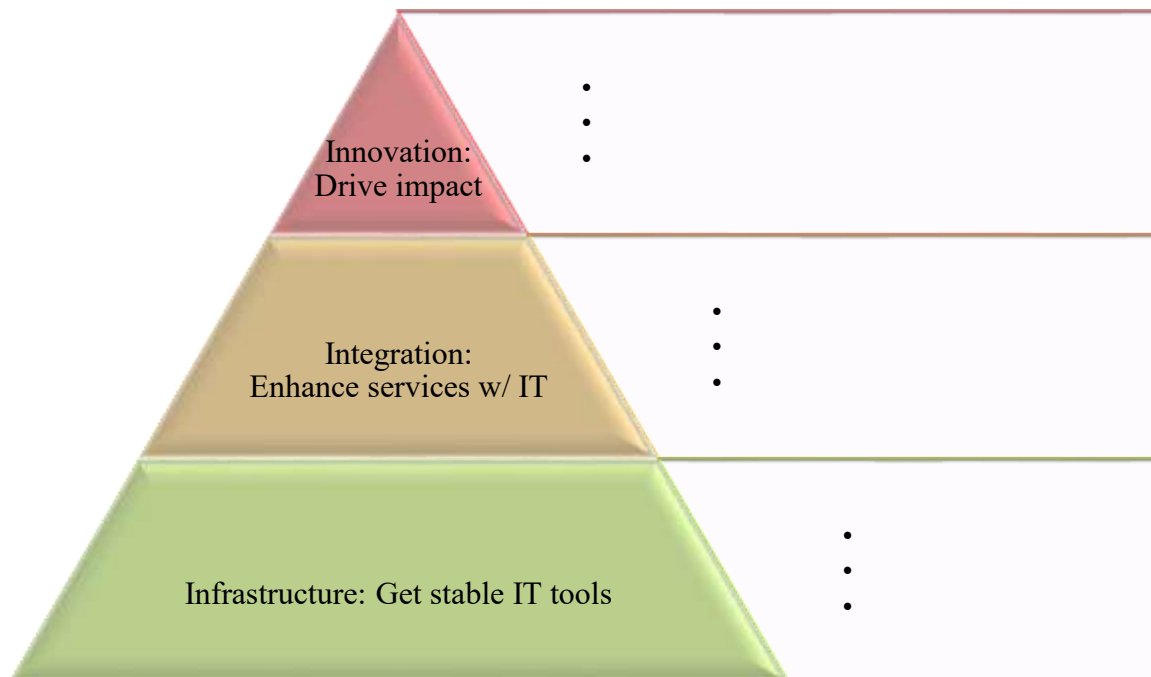 Innovation:
Drive impact
•
•
•
Integration:
Enhance services w/ IT
•
•
•
Infrastructure: Get stable IT tools
•
•
•